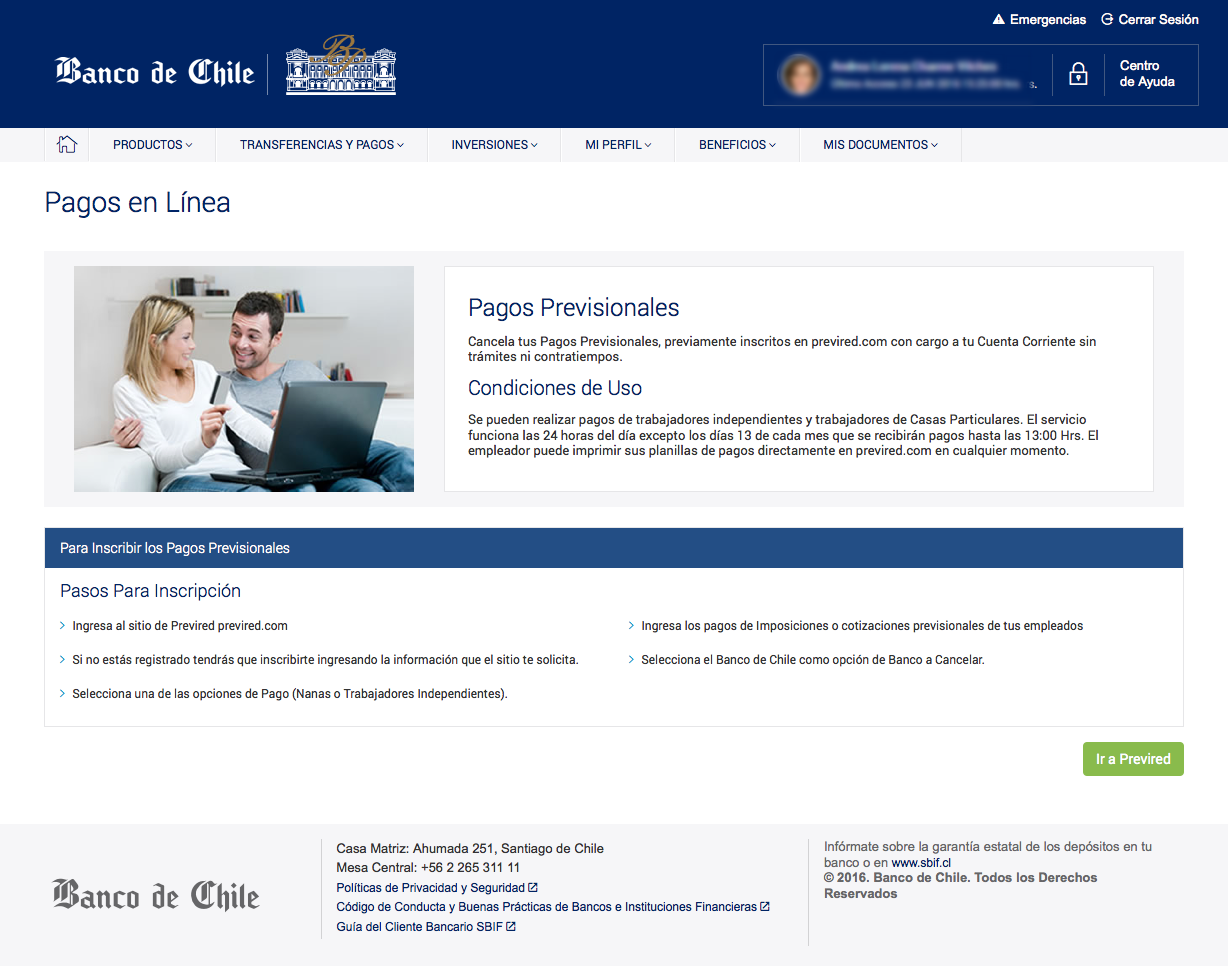 Emergencias
Cerrar Sesión
Banco de Chile
s.
Centro
de Ayuda
PRODUCTOS
TRANSFERENCIAS Y PAGOS
INVERSIONES
MI PERFIL
BENEFICIOS
MIS DOCUMENTOS
Pagos en Línea
Pagos Previsionales
Cancela tus Pagos Previsionales, previamente inscritos en previred.com con cargo a tu Cuenta Corriente sin
trámites ni contratiempos.
Condiciones de Uso
Se pueden realizar pagos de trabajadores independientes y trabajadores de Casas Particulares. El servicio
funciona las 24 horas del día excepto los días 13 de cada mes que se recibirán pagos hasta las 13:00 Hrs. El
empleador puede imprimir sus planillas de pagos directamente en previred.com en cualquier momento.
Para Inscribir los Pagos Previsionales
Pasos Para Inscripción
Ingresa al sitio de Previred previred.com
Si no estás registrado tendrás que inscribirte ingresando la información que el sitio te solicita.
Selecciona una de las opciones de Pago (Nanas o Trabajadores Independientes).
Ingresa los pagos de Imposiciones o cotizaciones previsionales de tus empleados
Selecciona el Banco de Chile como opción de Banco a Cancelar.
Ir a Previred
Banco de Chile
Casa Matriz: Ahumada 251, Santiago de Chile
Mesa Central: +56 2 265 311 11
Políticas de Privacidad y Seguridad
Código de Conducta y Buenas Prácticas de Bancos e Instituciones Financieras
Guía del Cliente Bancario SBIF
Infórmate sobre la garantía estatal de los depósitos en tu
banco o en www.sbif.cl
© 2016. Banco de Chile. Todos los Derechos
Reservados